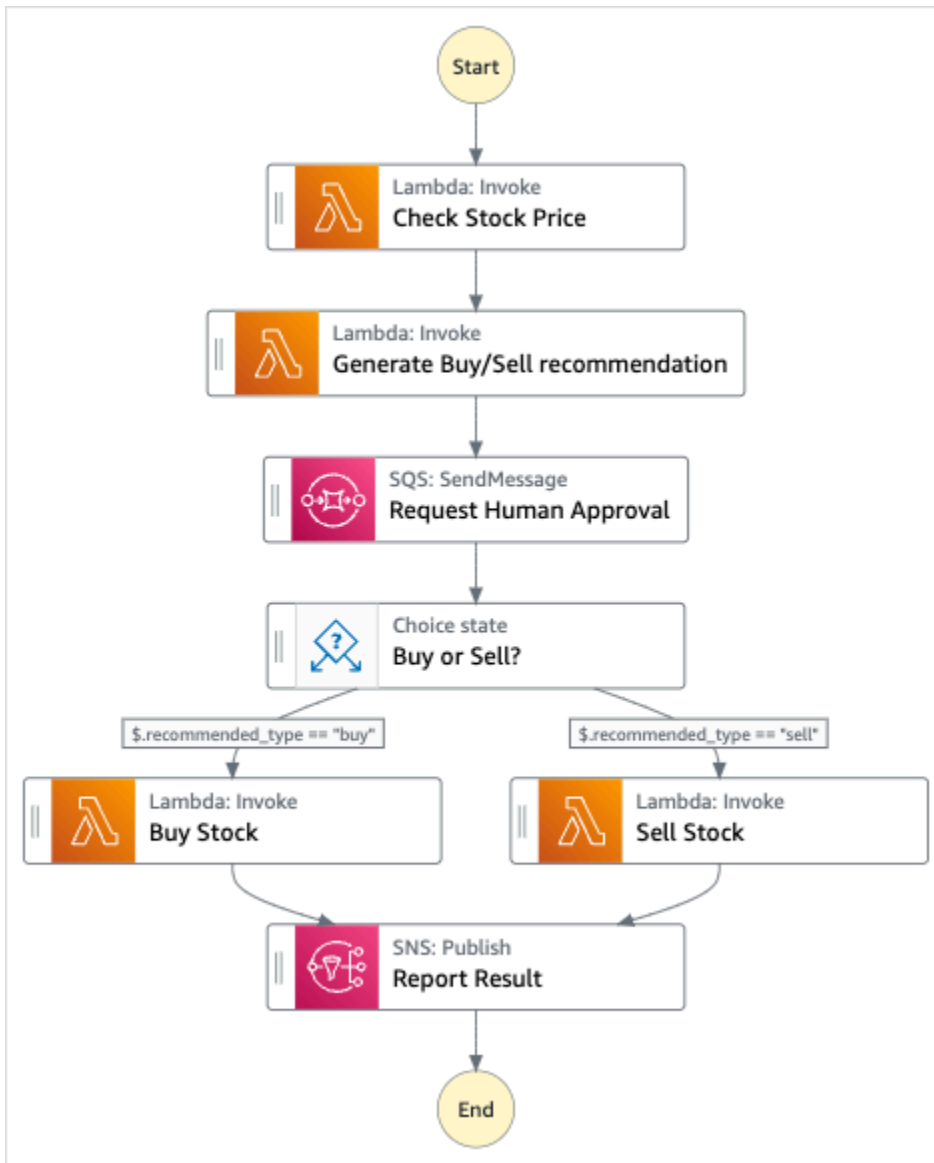 Start
Lambda: Invoke
Check Stock Price
Lambda: Invoke
Generate Buy/Sell recommendation
SQS: SendMessage
Request Human Approval
Choice state
Buy or Sell?
$.recommended_type == "buy"
$.recommended_type == "sell"
Lambda: Invoke
Buy Stock
Lambda: Invoke
Sell Stock
SNS: Publish
Report Result
End